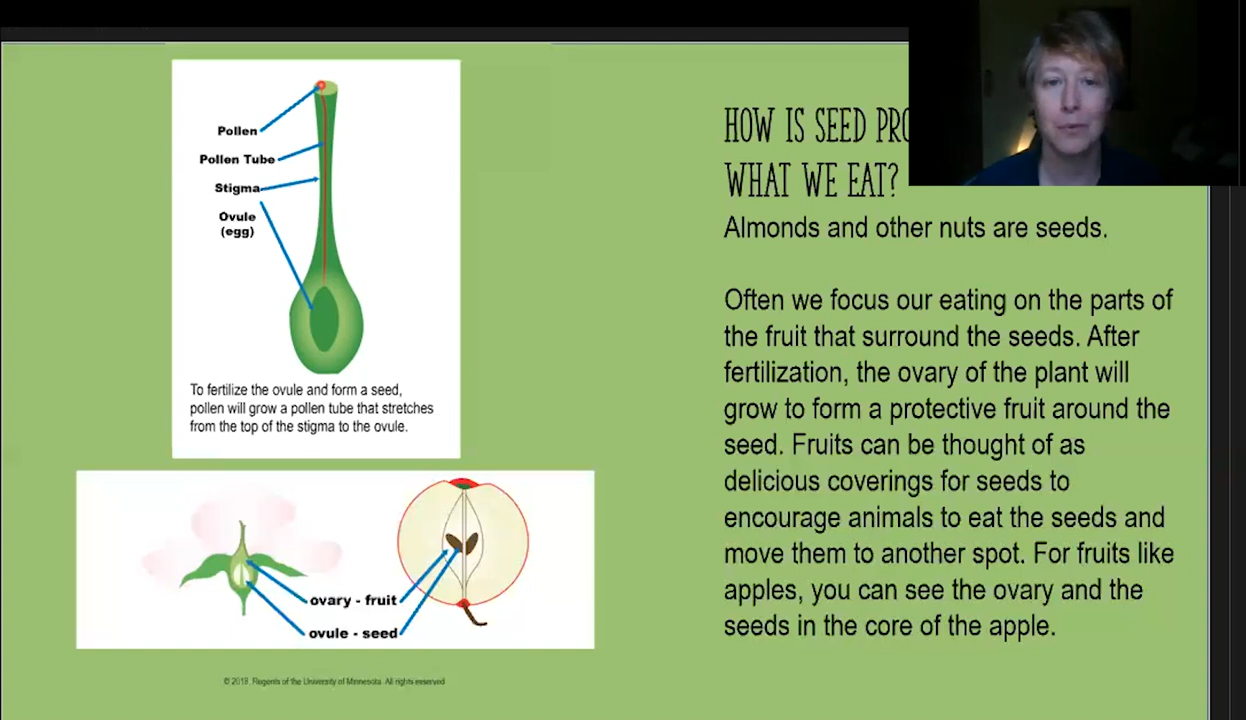 Pollen
Pollen Tube
Stigma
Ovule
(egg)
To fertilize the ovule and form a seed,
pollen will grow a pollen tube that stretches
from the top of the stigma to the ovule.
ovary - fruit
ovule - seed
© 2018, Regents of the University of Minnesota. All rights reserved
HOW IS SEED
WHAT WE EAT?
Almonds and other nuts are seeds.
Often we focus our eating on the parts of
the fruit that surround the seeds. After
fertilization, the ovary of the plant will
grow to form a protective fruit around the
seed. Fruits can be thought of as
delicious coverings for seeds to
encourage animals to eat the seeds and
move them to another spot. For fruits like
apples, you can see the ovary and the
seeds in the core of the apple.